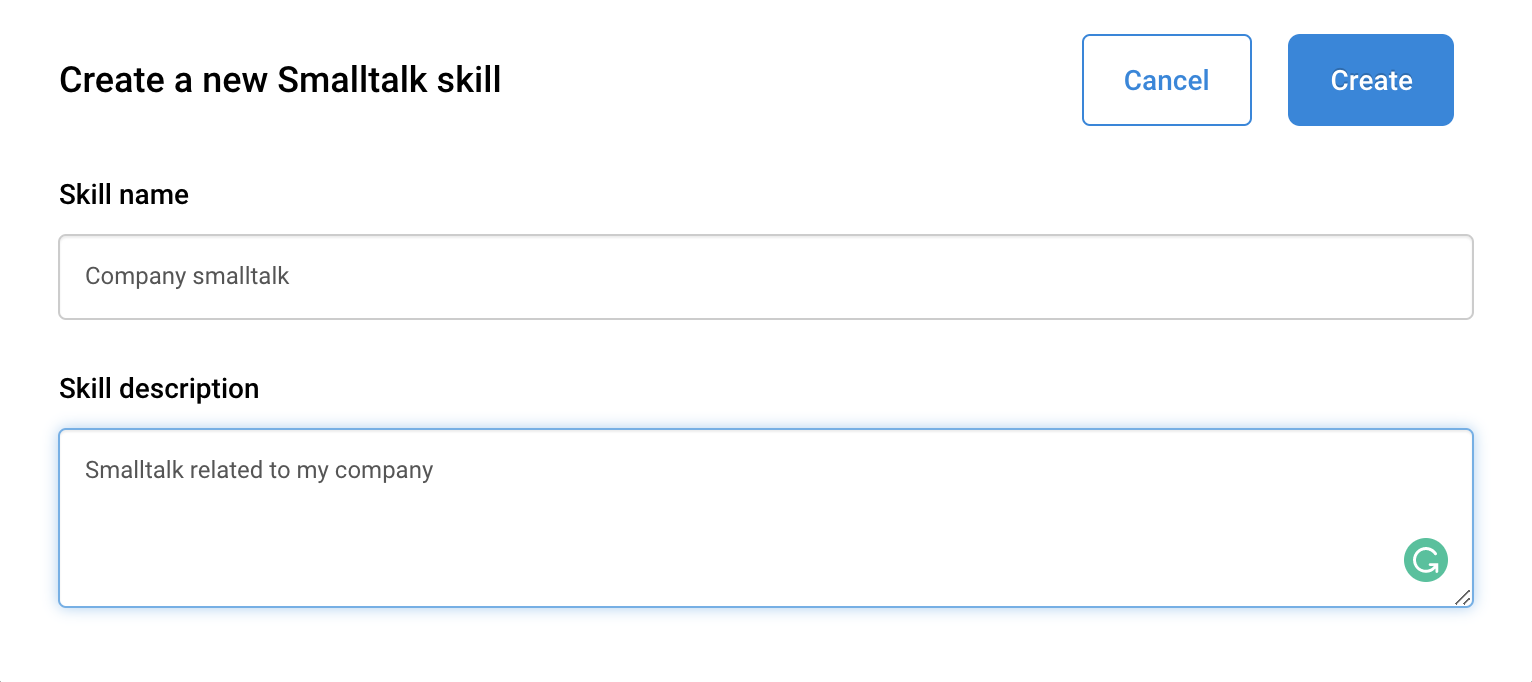 Create a new Smalltalk skill
Cancel
Create
Skill name
Company smalltalk
Skill description
Smalltalk related to my company